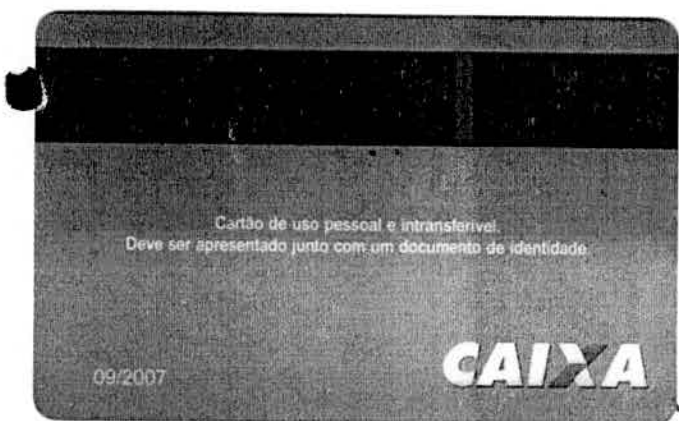 Cartão de uso pessoal e intransferível.
Deve ser apresentado junto com um documento de identidade
09/2007
CAIXA